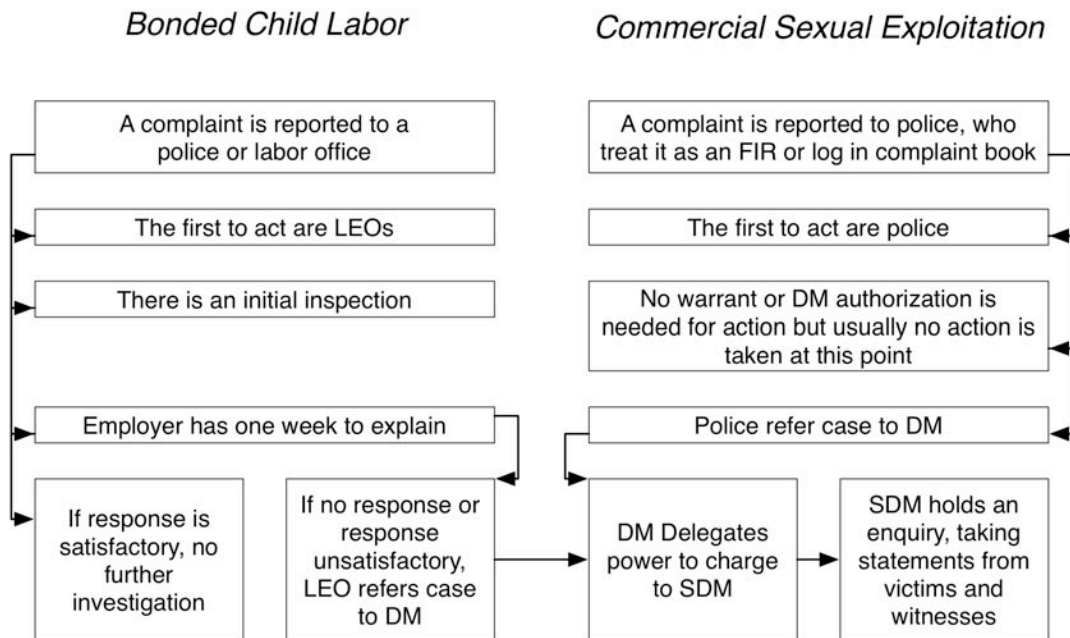 Bonded Child Labor
Commercial Sexual Exploitation
A complaint is reported to a
police or labor office
A complaint is reported to police, who
treat it as an FIR or log in complaint book
The first to act are LEOs
The first to act are police
There is an initial inspection
No warrant or DM authorization is
needed for action but usually no action is
taken at this point
Employer has one week to explain
Police refer case to DM
If response is
satisfactory, no
further
investigation
If no response or
response
unsatisfactory,
LEO refers case
to DM
DM Delegates
power to charge
to SDM
SDM holds an
enquiry, taking
statements from
victims and
witnesses